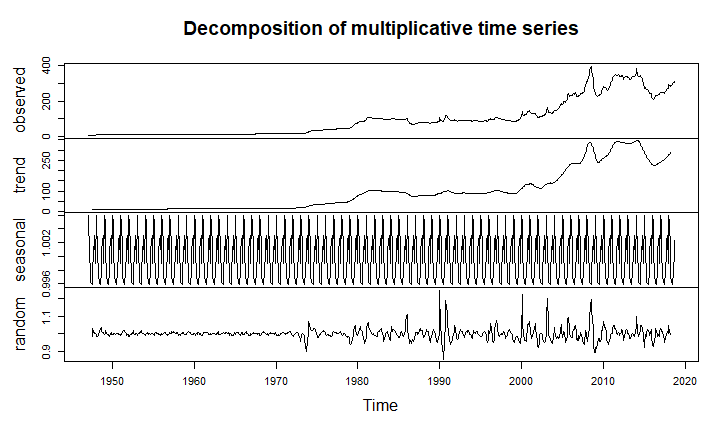 Decomposition of multiplicative time series
observed
0 200 400
trend
0 100 250
seasonal
0.996 1.002
random
0.9 1.1
1950 1960 1970 1980 1990 2000 2010 2020
Time